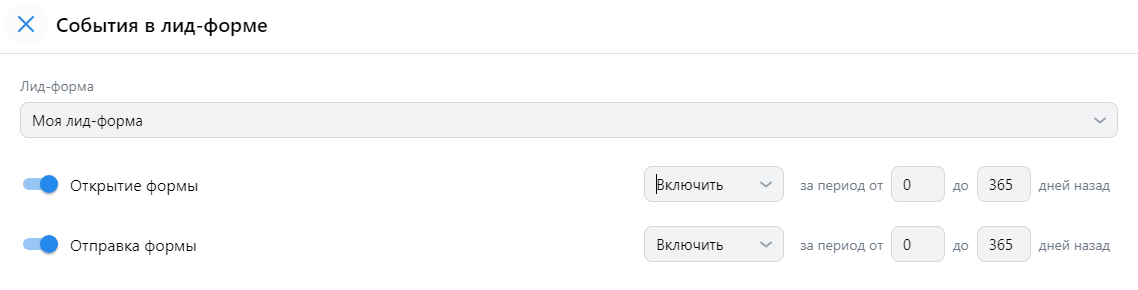 События в лид-форме
Лид-форма
Моя лид-форма
Открытие формы Включить за период от 0 до 365 дней назад
Отправка формы Включить за период от 0 до 365 дней назад